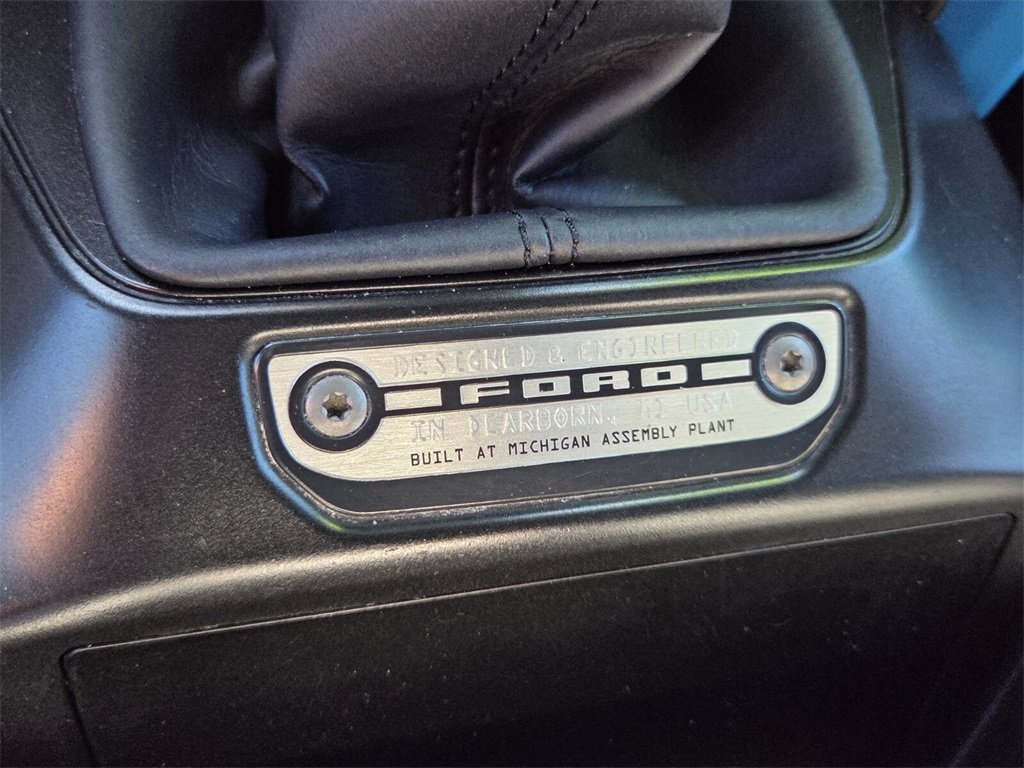 DESIGNED & ENGINEERED
FORD
IN DEARBORN, MI USA
BUILT AT MICHIGAN ASSEMBLY PLANT